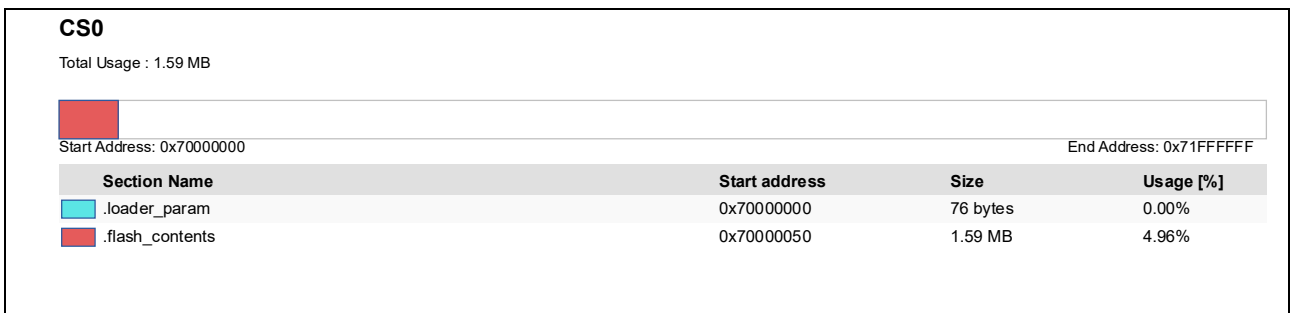 CS0
Total Usage : 1.59 MB
Start Address: 0x70000000 End Address: 0x71FFFFFF
Section Name Start address Size Usage [%]
.loader_param 0x70000000 76 bytes 0.00%
.flash_contents 0x70000050 1.59 MB 4.96%